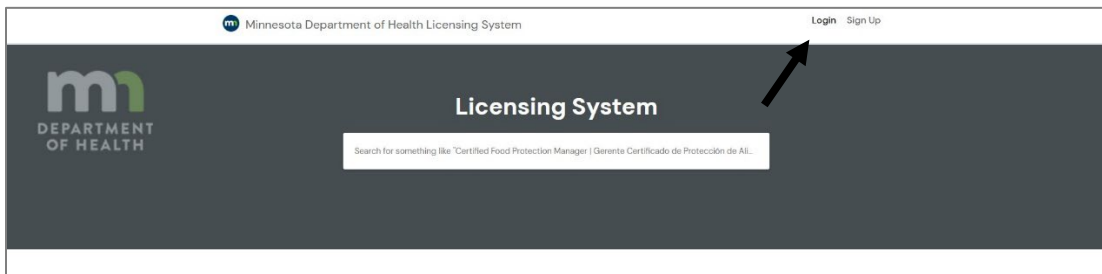 Minnesota Department of Health Licensing System
Login Sign Up
mn
DEPARTMENT
OF HEALTH
Licensing System
Search for something like "Certified Food Protection Manager | Gerente Certificado de Protección de Ali...